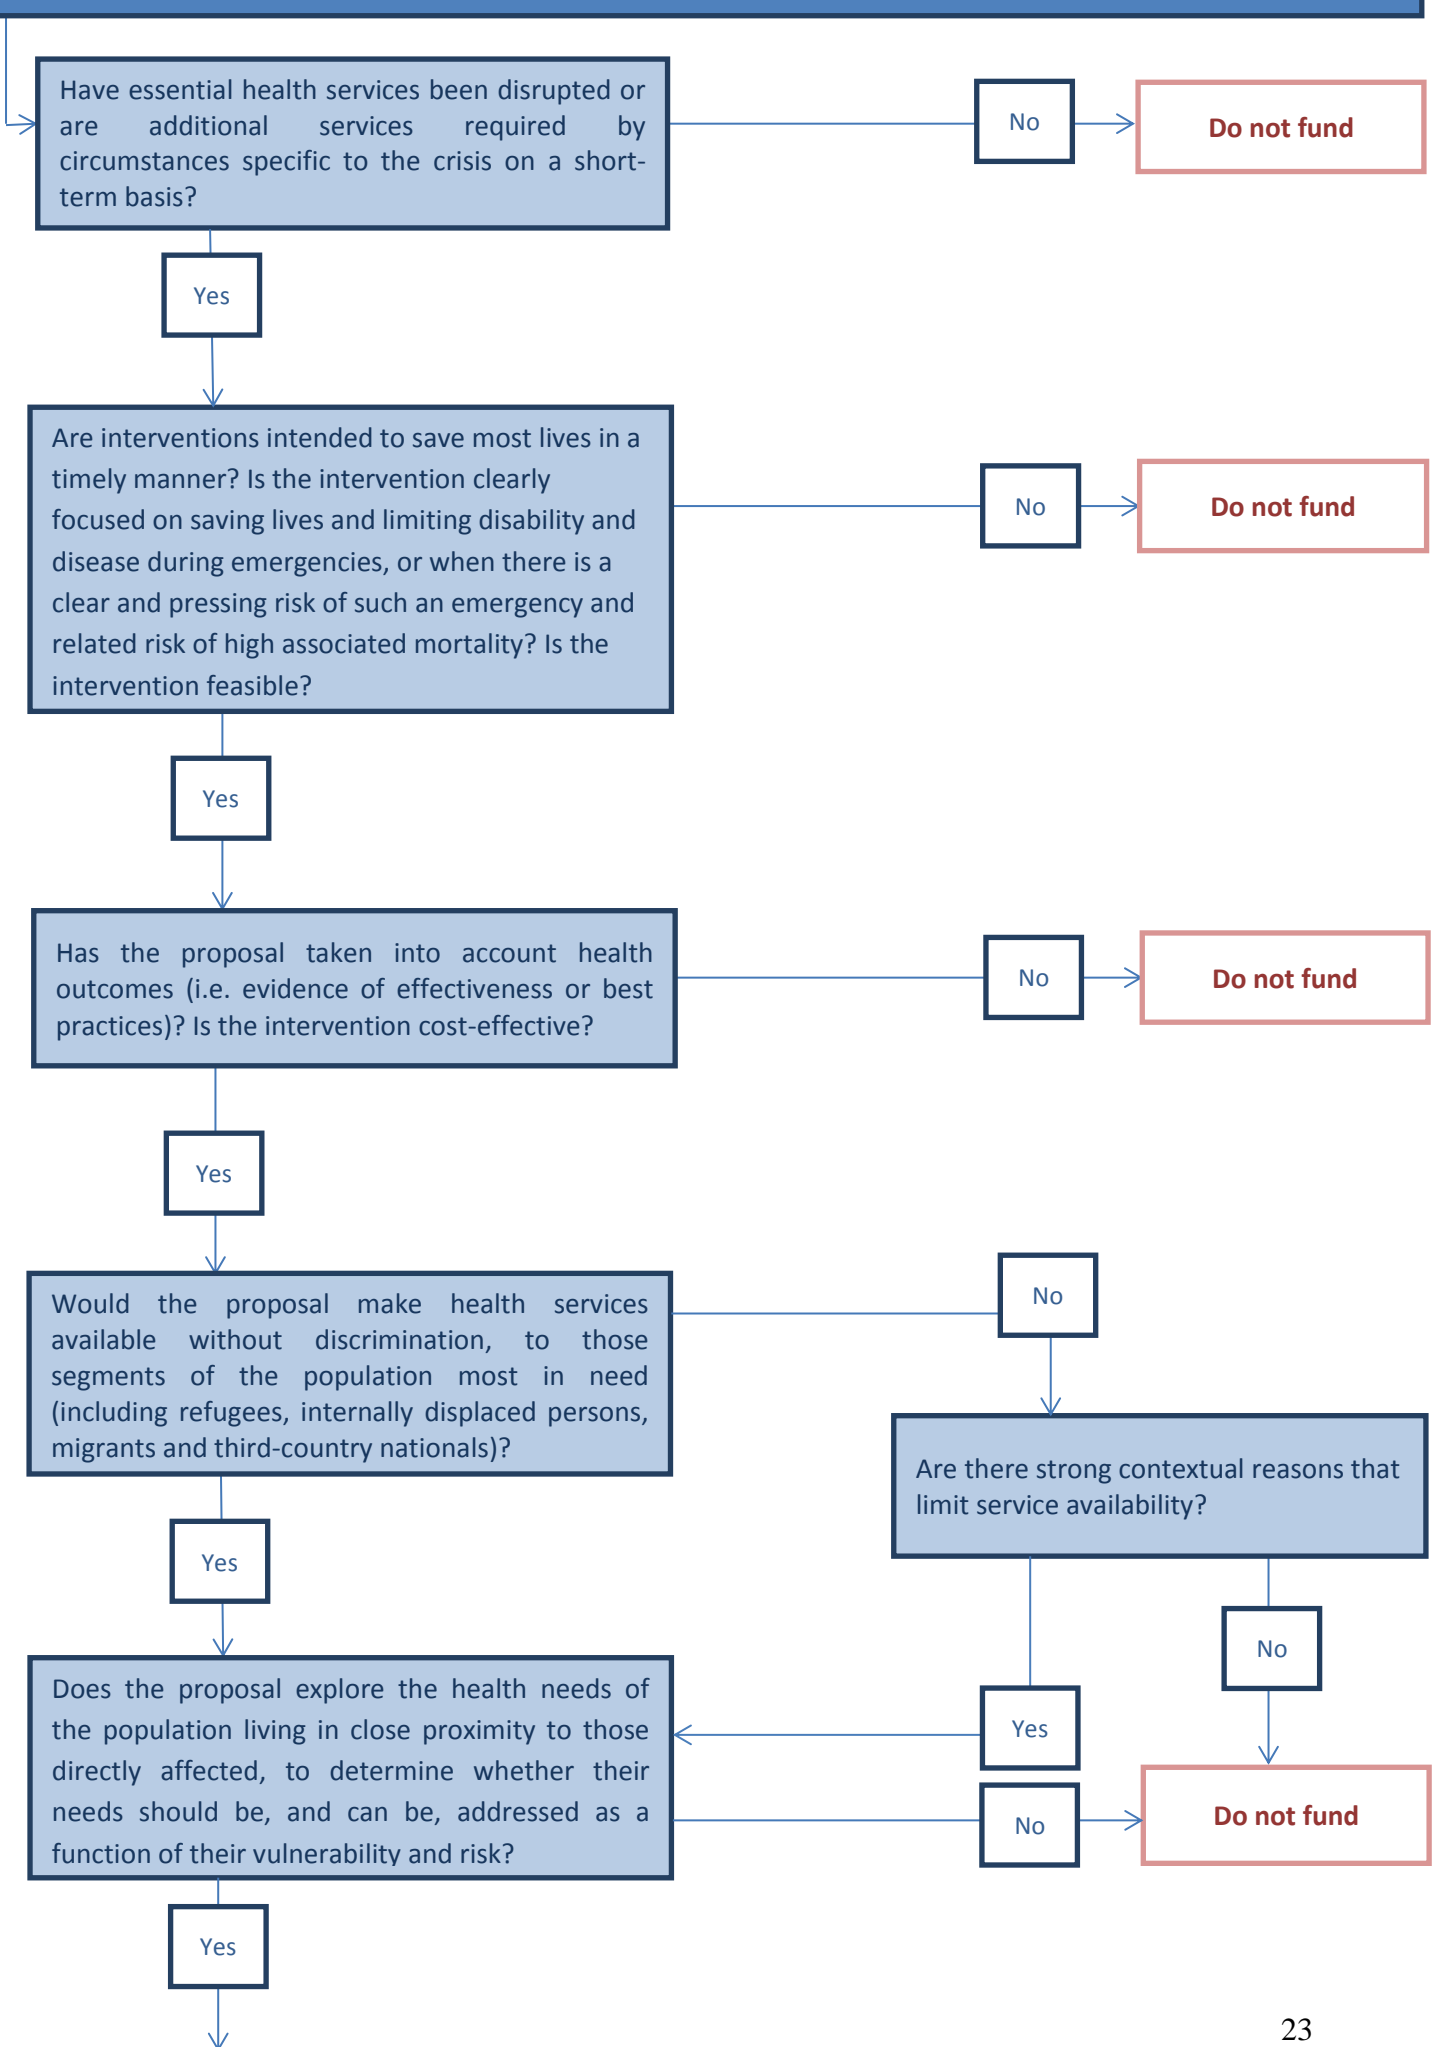 Have essential health services been disrupted or
are additional services required by
circumstances specific to the crisis on a short-
term basis?
No
Do not fund
Yes
Are interventions intended to save most lives in a
timely manner? Is the intervention clearly
focused on saving lives and limiting disability and
disease during emergencies, or when there is a
clear and pressing risk of such an emergency and
related risk of high associated mortality? Is the
intervention feasible?
No
Do not fund
Yes
Has the proposal taken into account health
outcomes (i.e. evidence of effectiveness or best
practices)? Is the intervention cost-effective?
No
Do not fund
Yes
Would the proposal make health services
available without discrimination, to those
segments of the population most in need
(including refugees, internally displaced persons,
migrants and third-country nationals)?
No
Are there strong contextual reasons that
limit service availability?
Yes
No
Does the proposal explore the health needs of
the population living in close proximity to those
directly affected, to determine whether their
needs should be, and can be, addressed as a
function of their vulnerability and risk?
Yes
No
Do not fund
Yes
23